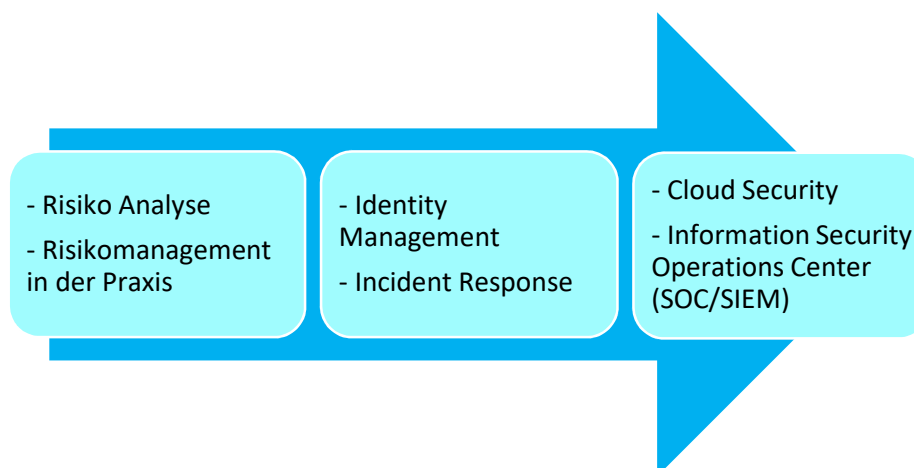 - Risiko Analyse
- Risikomanagement
in der Praxis
- Identity
Management
- Incident Response
- Cloud Security
- Information Security
Operations Center
(SOC/SIEM)